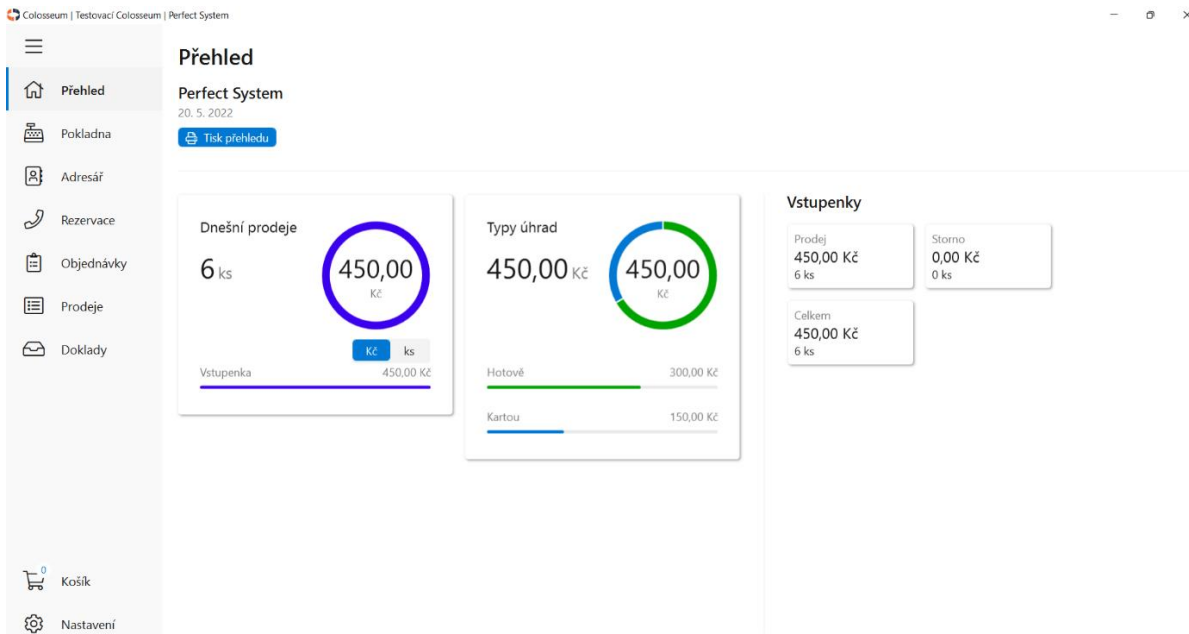 Colosseum | Testovací Colosseum | Perfect System
Přehled
Pokladna
Adresář
Rezervace
Objednávky
Prodeje
Doklady
0
Košík
Nastavení
Přehled
Perfect System
20. 5. 2022
Tisk přehledu
Dnešní prodeje
6 ks
450,00
Kč
Kč ks
Vstupenka 450,00 Kč
Typy úhrad
450,00 Kč
450,00
Kč
Hotově 300,00 Kč
Kartou 150,00 Kč
Vstupenky
Prodej
450,00 Kč
6 ks
Storno
0,00 Kč
0 ks
Celkem
450,00 Kč
6 ks